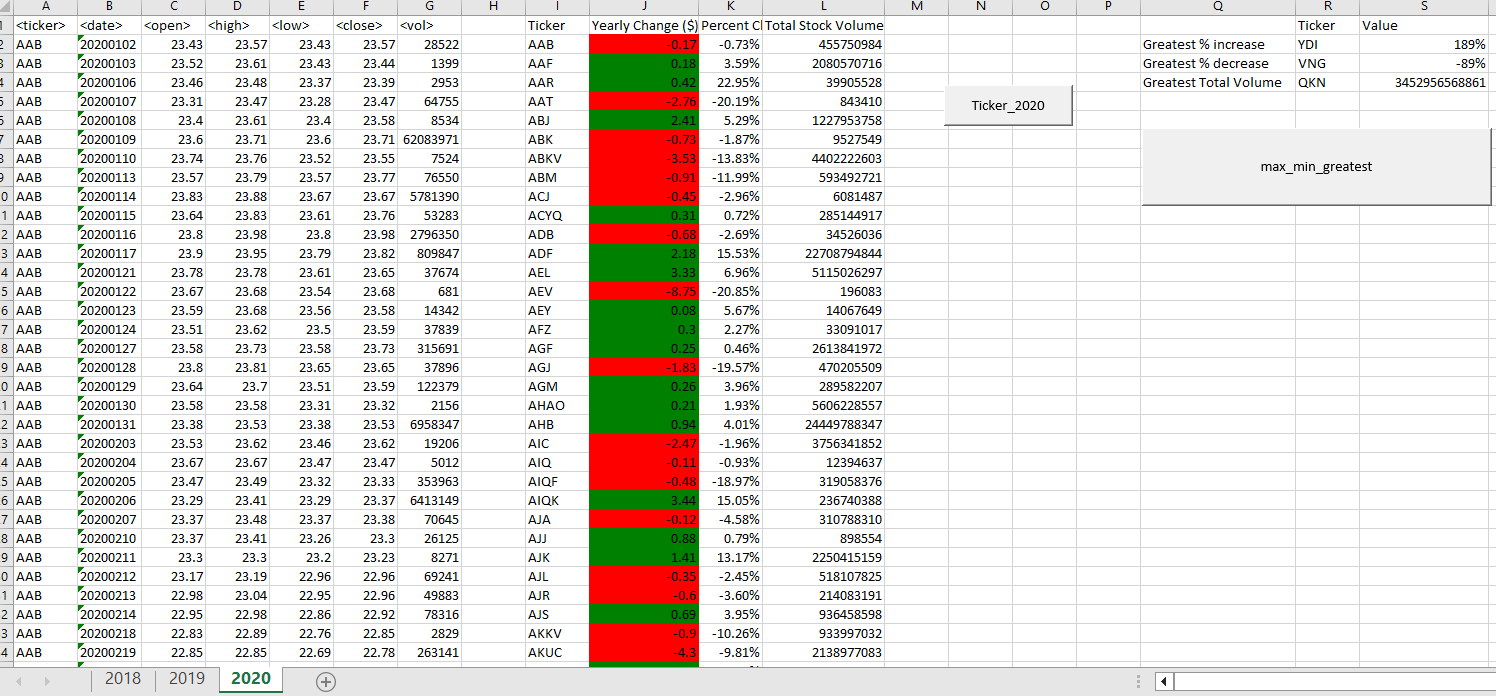 A B C D E F G H I J K L M N O P Q R S
1 <ticker> <date> <open> <high> <low> <close> <vol> Ticker Yearly Change ($) Percent Cl Total Stock Volume Ticker Value
2 AAB 20200102 23.43 23.57 23.43 23.57 28522 AAB -0.17 -0.73% 455750984 Greatest % increase YDI 189%
3 AAB 20200103 23.52 23.61 23.43 23.44 1399 AAF 0.18 3.59% 2080570716 Greatest % decrease VNG -89%
4 AAB 20200106 23.46 23.48 23.37 23.39 2953 AAR 0.42 22.95% 39905528 Greatest Total Volume QKN 3452956568861
5 AAB 20200107 23.31 23.47 23.28 23.47 64755 AAT -2.76 -20.19% 843410
Ticker_2020
6 AAB 20200108 23.4 23.61 23.4 23.58 8534 ABJ 2.41 5.29% 1227953758
7 AAB 20200109 23.6 23.71 23.6 23.71 62083971 ABK -0.73 -1.87% 9527549
8 AAB 20200110 23.74 23.76 23.52 23.55 7524 ABKV -3.53 -13.83% 4402222603
max_min_greatest
9 AAB 20200113 23.57 23.79 23.57 23.77 76550 ABM -0.91 -11.99% 593492721
0 AAB 20200114 23.83 23.88 23.67 23.67 5781390 ACJ -0.45 -2.96% 6081487
1 AAB 20200115 23.64 23.83 23.61 23.76 53283 ACYQ 0.31 0.72% 285144917
2 AAB 20200116 23.8 23.98 23.8 23.98 2796350 ADB -0.68 -2.69% 34526036
3 AAB 20200117 23.9 23.95 23.79 23.82 809847 ADF 2.18 15.53% 22708794844
4 AAB 20200121 23.78 23.78 23.61 23.65 37674 AEL 3.33 6.96% 5115026297
5 AAB 20200122 23.67 23.68 23.54 23.68 681 AEV -8.75 -20.85% 196083
6 AAB 20200123 23.59 23.68 23.56 23.58 14342 AEY 0.08 5.67% 14067649
7 AAB 20200124 23.51 23.62 23.5 23.59 37839 AFZ 0.3 2.27% 33091017
8 AAB 20200127 23.58 23.73 23.58 23.73 315691 AGF 0.25 0.46% 2613841972
9 AAB 20200128 23.8 23.81 23.65 23.65 37896 AGJ -1.83 -19.57% 470205509
0 AAB 20200129 23.64 23.7 23.51 23.59 122379 AGM 0.26 3.96% 289582207
1 AAB 20200130 23.58 23.58 23.31 23.32 2156 AHAO 0.21 1.93% 5606228557
2 AAB 20200131 23.38 23.53 23.38 23.53 6958347 AHB 0.94 4.01% 24449788347
3 AAB 20200203 23.53 23.62 23.46 23.62 19206 AIC -2.47 -1.96% 3756341852
4 AAB 20200204 23.67 23.67 23.47 23.47 5012 AIQ -0.11 -0.93% 12394637
5 AAB 20200205 23.47 23.49 23.32 23.33 353963 AIQF -0.48 -18.97% 319058376
6 AAB 20200206 23.29 23.41 23.29 23.37 6413149 AIQK 3.44 15.05% 236740388
7 AAB 20200207 23.37 23.48 23.37 23.38 70645 AJA -0.12 -4.58% 310788310
8 AAB 20200210 23.37 23.41 23.26 23.3 26125 AJJ 0.88 0.79% 898554
9 AAB 20200211 23.3 23.3 23.2 23.23 8271 AJK 1.41 13.17% 2250415159
0 AAB 20200212 23.17 23.19 22.96 22.96 69241 AJL -0.35 -2.45% 518107825
1 AAB 20200213 22.98 23.04 22.95 22.96 49883 AJR -0.6 -3.60% 214083191
2 AAB 20200214 22.95 22.98 22.86 22.92 78316 AJS 0.69 3.95% 936458598
3 AAB 20200218 22.83 22.89 22.76 22.85 2829 AKKV -0.9 -10.26% 933997032
4 AAB 20200219 22.85 22.85 22.69 22.78 263141 AKUC -4.3 -9.81% 2138977083
2018 2019 2020